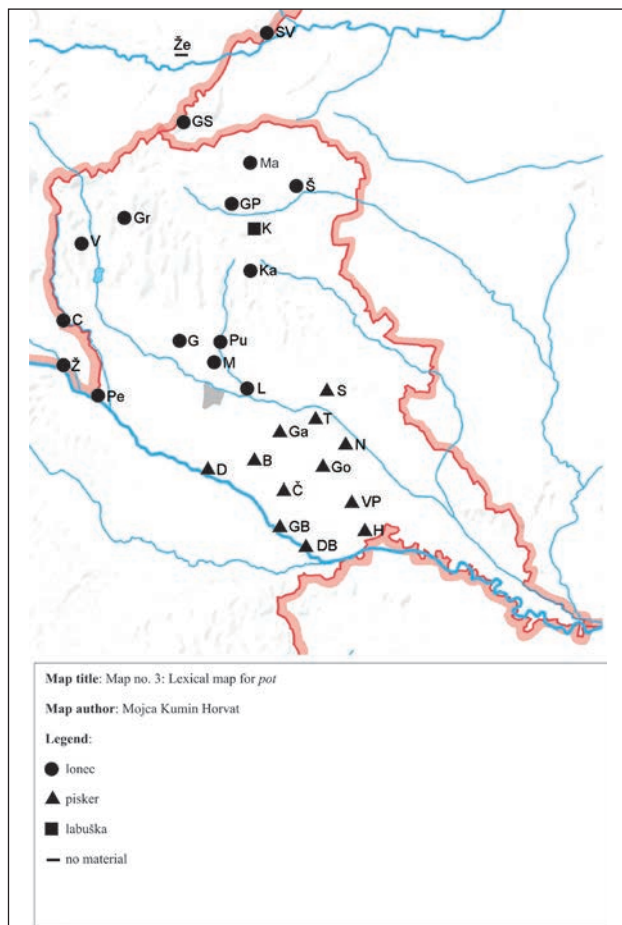 SV
Že
GS
Ma
Š
GP
Gr
K
V
Ka
C
G
Pu
M
Ž
L
Pe
S
T
Ga
N
B
Go
D
Č
VP
GB
H
DB
Map title: Map no. 3: Lexical map for pot
Map author: Mojca Kumin Horvat
Legend:
lonec
pisker
labuška
no material